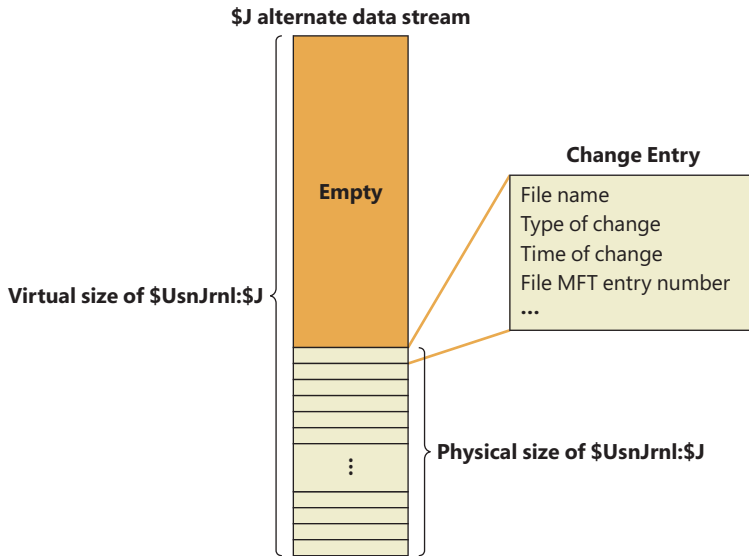 $J alternate data stream
Empty
Change Entry
File name
Type of change
Time of change
File MFT entry number
...
Virtual size of $UsnJrnl:$J
Physical size of $UsnJrnl:$J
⋮